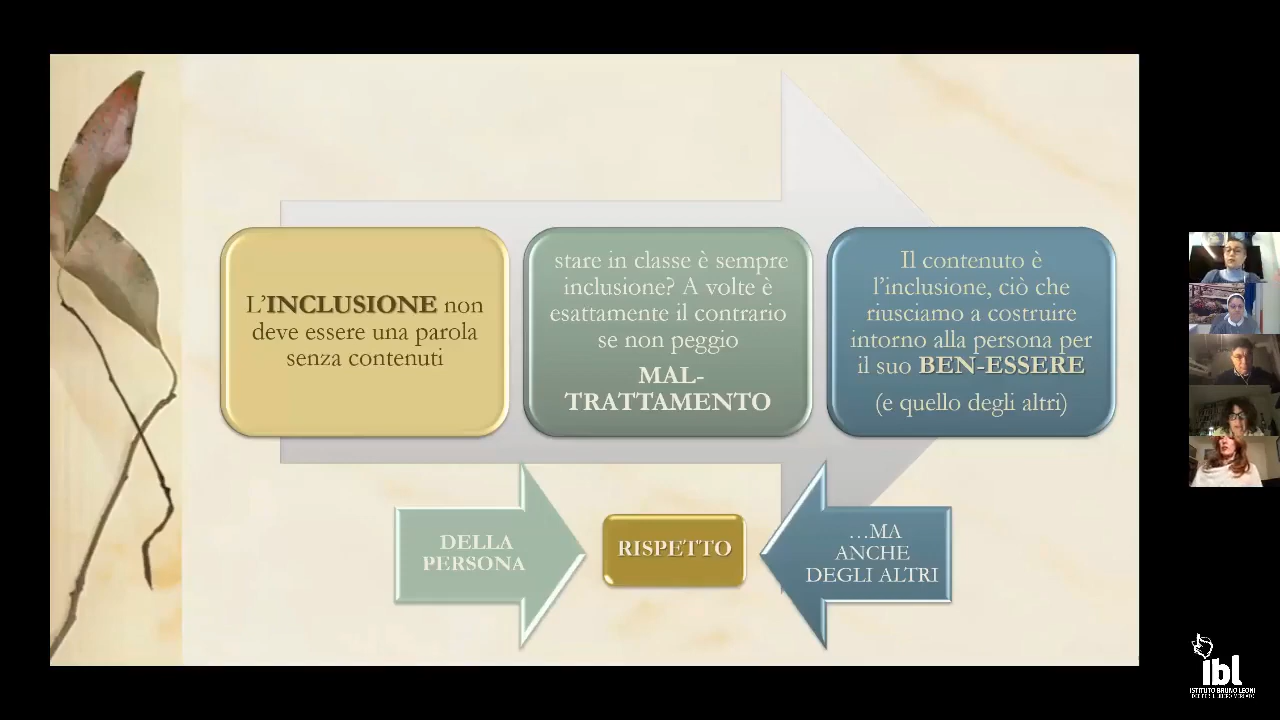 L'INCLUSIONE non
deve essere una parola
senza contenuti
stare in classe è sempre
inclusione? A volte è
esattamente il contrario
se non peggio
MAL-
TRATTAMENTO
Il contenuto è
l'inclusione, ciò che
riusciamo a costruire
intorno alla persona per
il suo BEN-ESSERE
(e quello degli altri)
DELLA
PERSONA
RISPETTO
…MA
ANCHE
DEGLI ALTRI
ibl
ISTITUTO BRUNO LEONI